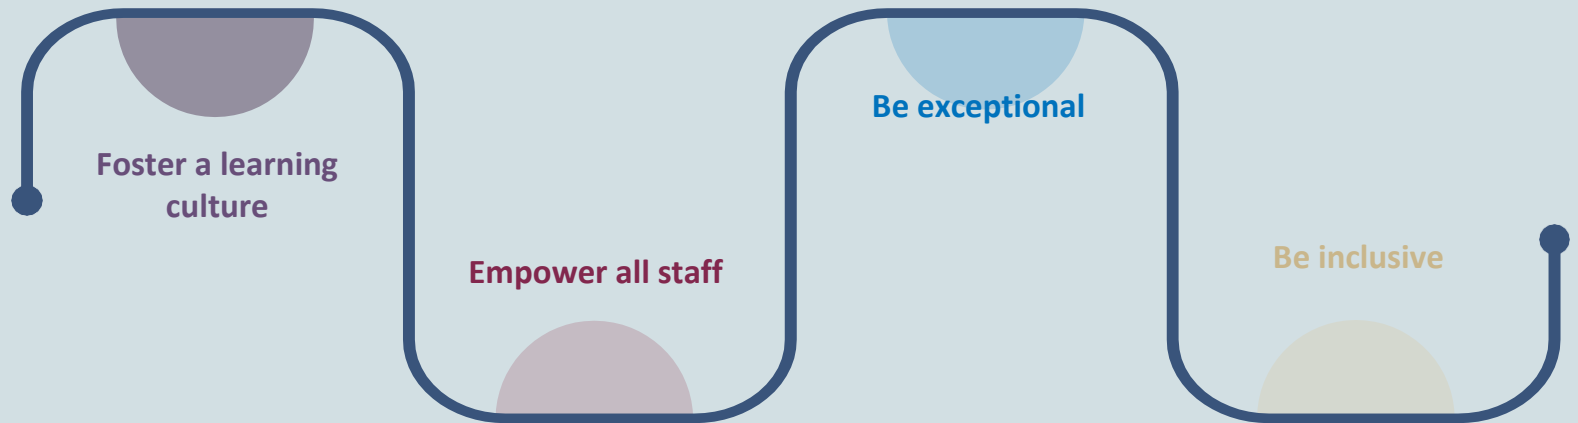 Foster a learning
culture
Empower all staff
Be exceptional
Be inclusive